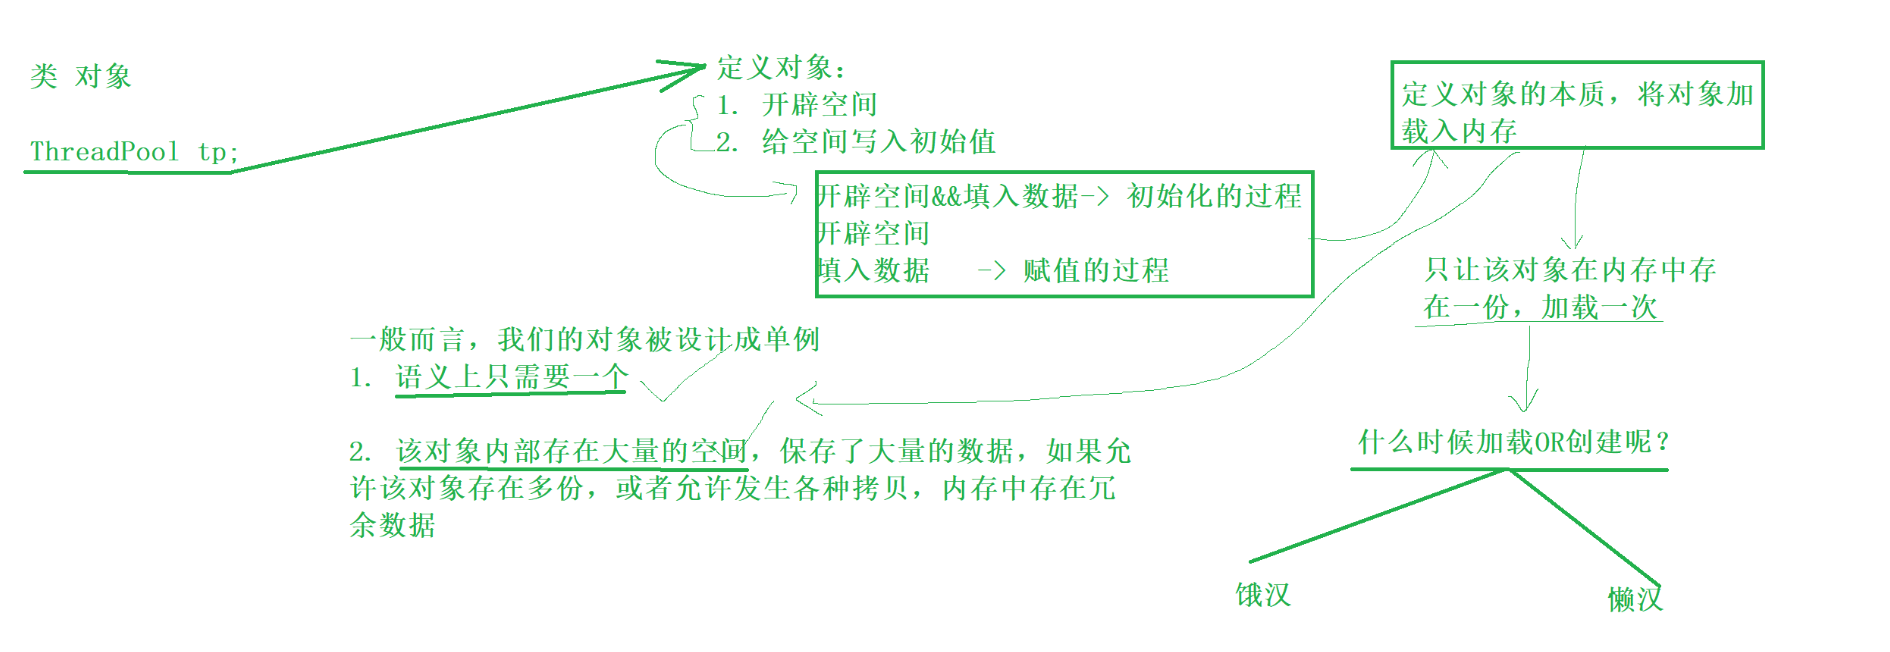 类 对象
ThreadPool tp;
定义对象：
1. 开辟空间
2. 给空间写入初始值
开辟空间&&填入数据-> 初始化的过程
开辟空间
填入数据 -> 赋值的过程
定义对象的本质，将对象加
载入内存
只让该对象在内存中存
在一份，加载一次
一般而言，我们的对象被设计成单例
1. 语义上只需要一个
2. 该对象内部存在大量的空间，保存了大量的数据，如果允
许该对象存在多份，或者允许发生各种拷贝，内存中存在冗
余数据
什么时候加载OR创建呢？
饿汉
懒汉